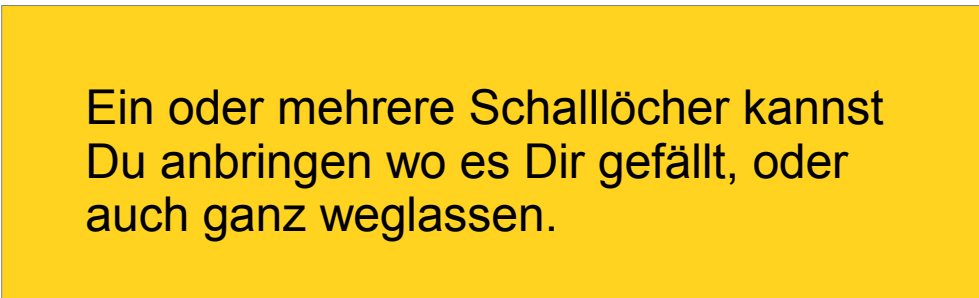 Ein oder mehrere Schalllöcher kannst
Du anbringen wo es Dir gefällt, oder
auch ganz weglassen.